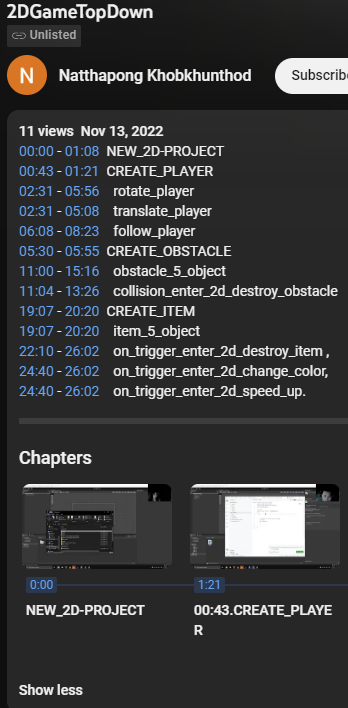 2DGameTopDown
Unlisted
N
Natthapong Khobkhunthod
Subscribe
11 views Nov 13, 2022
00:00 - 01:08 NEW_2D-PROJECT
00:43 - 01:21 CREATE_PLAYER
02:31 - 05:56 rotate_player
02:31 - 05:08 translate_player
06:08 - 08:23 follow_player
05:30 - 05:55 CREATE_OBSTACLE
11:00 - 15:16 obstacle_5_object
11:04 - 13:26 collision_enter_2d_destroy_obstacle
19:07 - 20:20 CREATE_ITEM
19:07 - 20:20 item_5_object
22:10 - 26:02 on_trigger_enter_2d_destroy_item ,
24:40 - 26:02 on_trigger_enter_2d_change_color,
24:40 - 26:02 on_trigger_enter_2d_speed_up.
Chapters
0:00
NEW_2D-PROJECT
1:21
00:43.CREATE_PLAYE
R
Show less